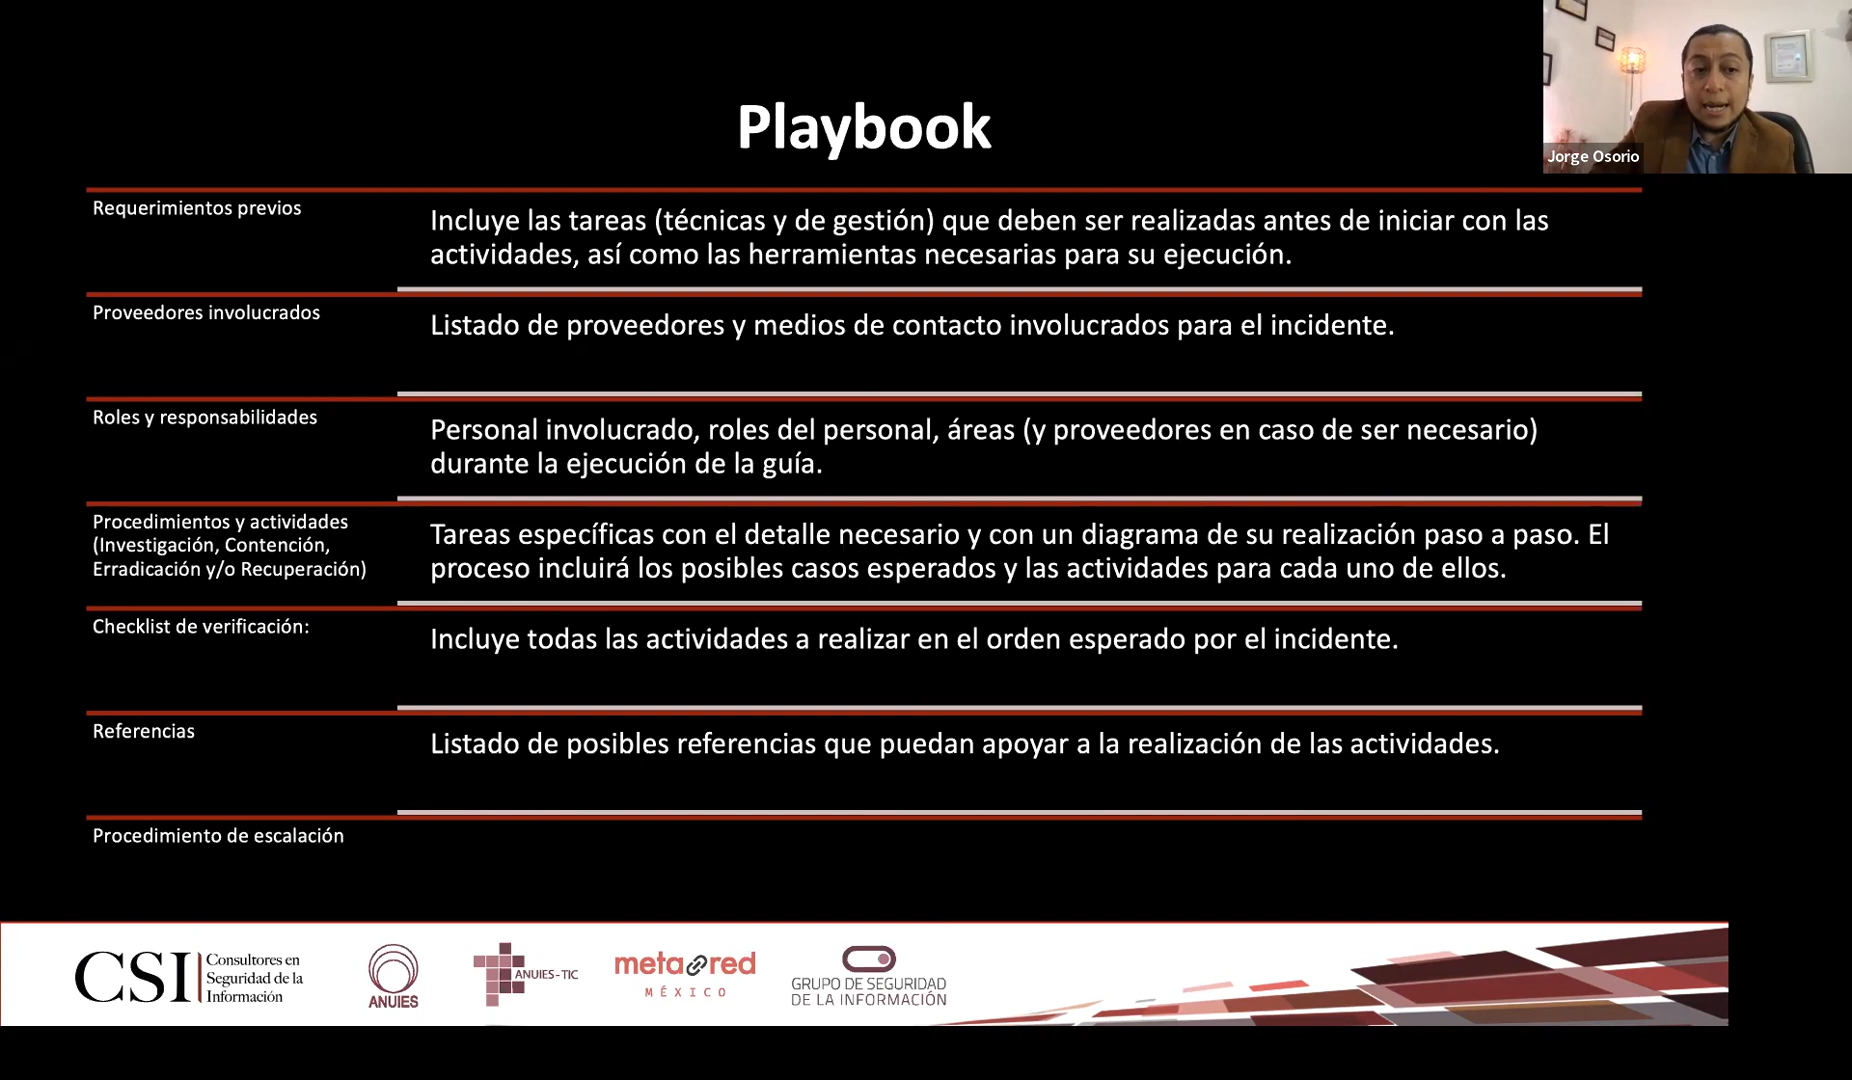 Playbook
Jorge Osorio
Requerimientos previos
Incluye las tareas (técnicas y de gestión) que deben ser realizadas antes de iniciar con las
actividades, así como las herramientas necesarias para su ejecución.
Proveedores involucrados
Listado de proveedores y medios de contacto involucrados para el incidente.
Roles y responsabilidades
Personal involucrado, roles del personal, áreas (y proveedores en caso de ser necesario)
durante la ejecución de la guía.
Procedimientos y actividades
(Investigación, Contención,
Erradicación y/o Recuperación)
Tareas específicas con el detalle necesario y con un diagrama de su realización paso a paso. El
proceso incluirá los posibles casos esperados y las actividades para cada uno de ellos.
Checklist de verificación:
Incluye todas las actividades a realizar en el orden esperado por el incidente.
Referencias
Listado de posibles referencias que puedan apoyar a la realización de las actividades.
Procedimiento de escalación
CSI
Consultores en
Seguridad de la
Información
ANUIES
ANUIES-TIC
meta red
MÉXICO
GRUPO DE SEGURIDAD
DE LA INFORMACIÓN